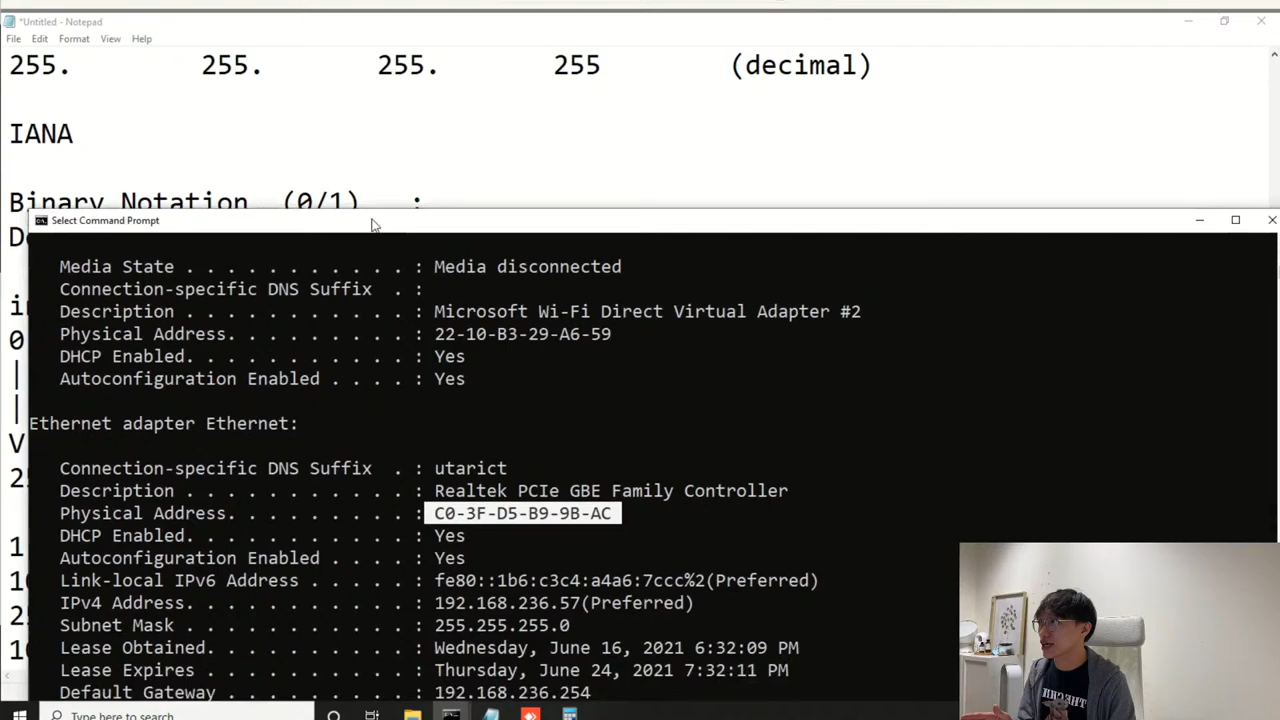 *Untitled - Notepad
File Edit Format View Help
255. 255. 255. 255 (decimal)
IANA
Binary Notation (0/1) :
Select Command Prompt
Media State . . . . . . . . . . . : Media disconnected
Connection-specific DNS Suffix . :
Description . . . . . . . . . . . : Microsoft Wi-Fi Direct Virtual Adapter #2
Physical Address. . . . . . . . . : 22-10-B3-29-A6-59
DHCP Enabled. . . . . . . . . . . : Yes
Autoconfiguration Enabled . . . . : Yes
Ethernet adapter Ethernet:
Connection-specific DNS Suffix . : utarict
Description . . . . . . . . . . . : Realtek PCIe GBE Family Controller
Physical Address. . . . . . . . . : C0-3F-D5-B9-9B-AC
DHCP Enabled. . . . . . . . . . . : Yes
Autoconfiguration Enabled . . . . : Yes
Link-local IPv6 Address . . . . . : fe80::1b6:c3c4:a4a6:7ccc%2(Preferred)
IPv4 Address. . . . . . . . . . . : 192.168.236.57(Preferred)
Subnet Mask . . . . . . . . . . . : 255.255.255.0
Lease Obtained. . . . . . . . . . : Wednesday, June 16, 2021 6:32:09 PM
Lease Expires . . . . . . . . . . : Thursday, June 24, 2021 7:32:11 PM
Default Gateway . . . . . . . . . : 192.168.236.254
Type here to search